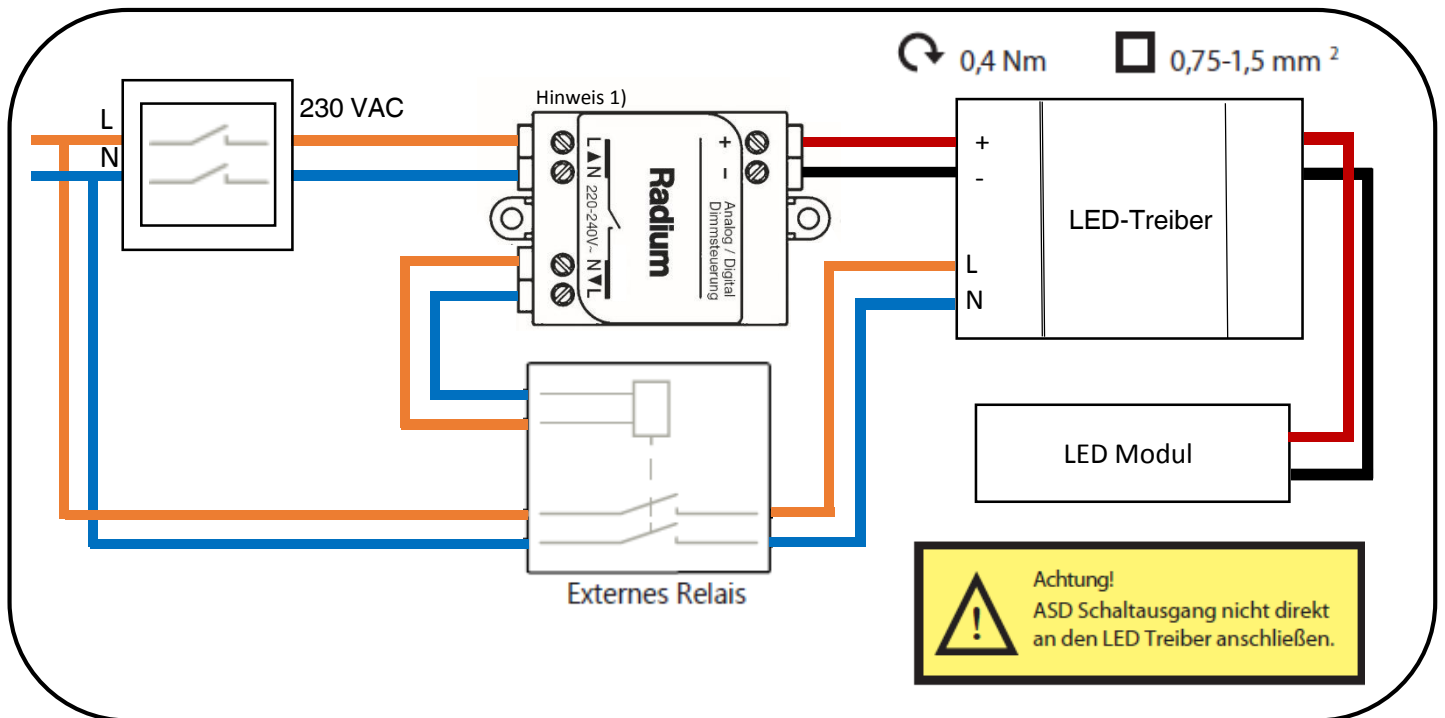 0,4 Nm
0,75-1,5 mm ²
L
N
230 VAC
Hinweis 1)
L▲N 220-240V~ N▼L
Radium
+
-
Analog / Digital
Dimmsteuerung
+
-
L
N
LED-Treiber
LED Modul
Externes Relais
Achtung!
ASD Schaltausgang nicht direkt
an den LED Treiber anschließen.